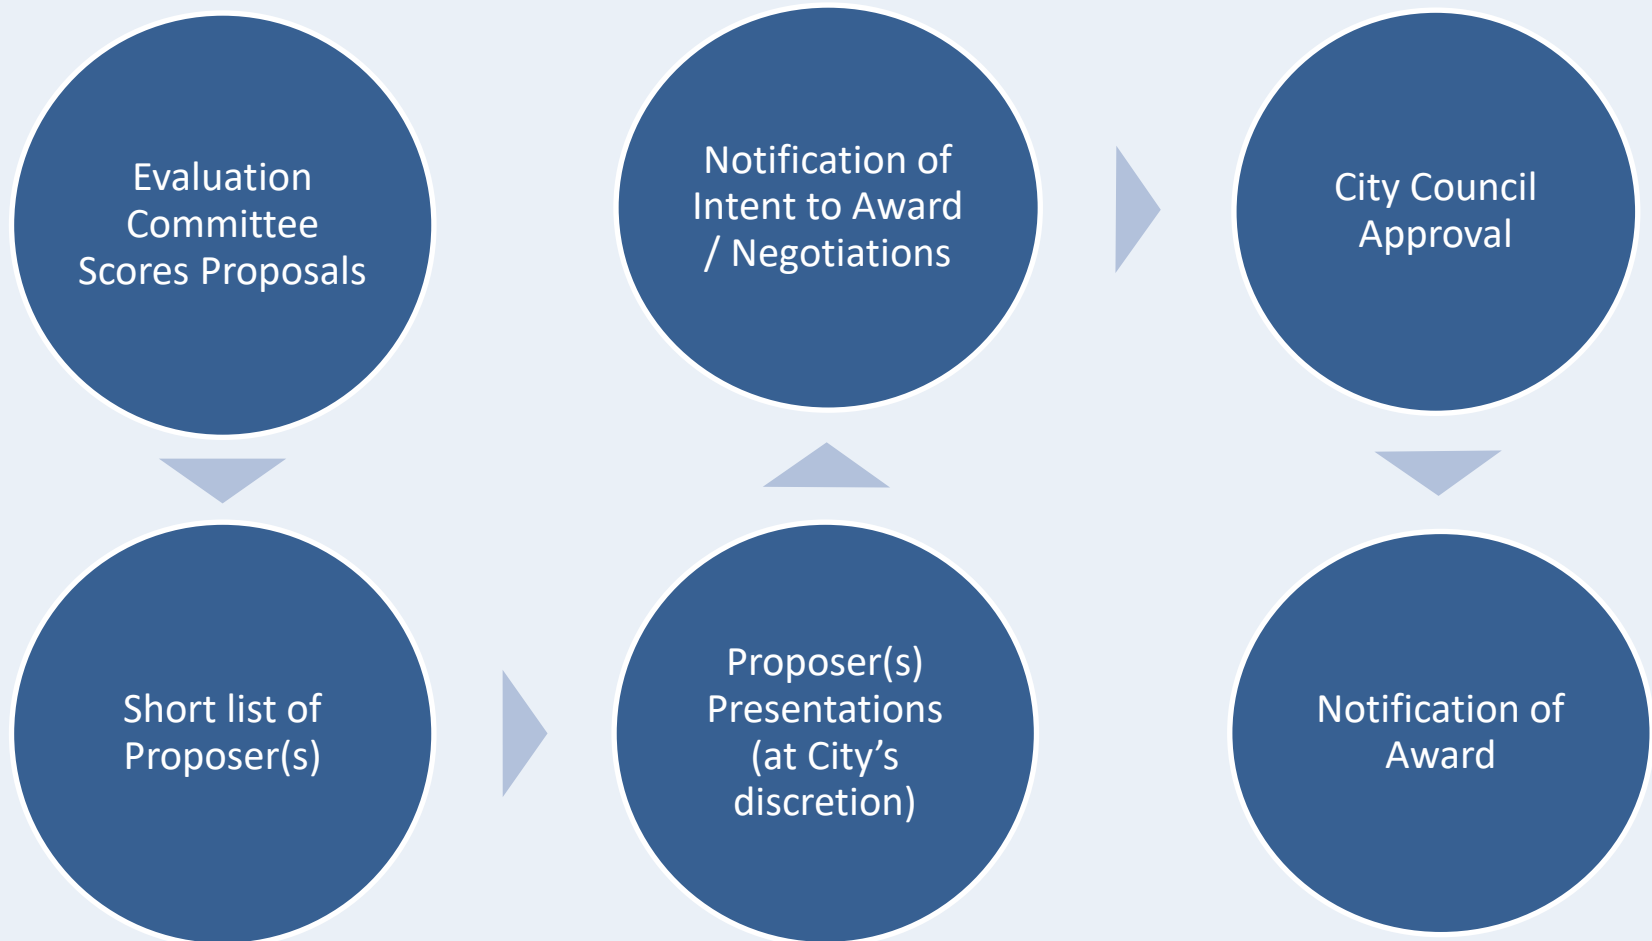 Evaluation
Committee
Scores Proposals
Short list of
Proposer(s)
Proposer(s)
Presentations
(at City’s
discretion)
Notification of
Intent to Award
/ Negotiations
City Council
Approval
Notification of
Award